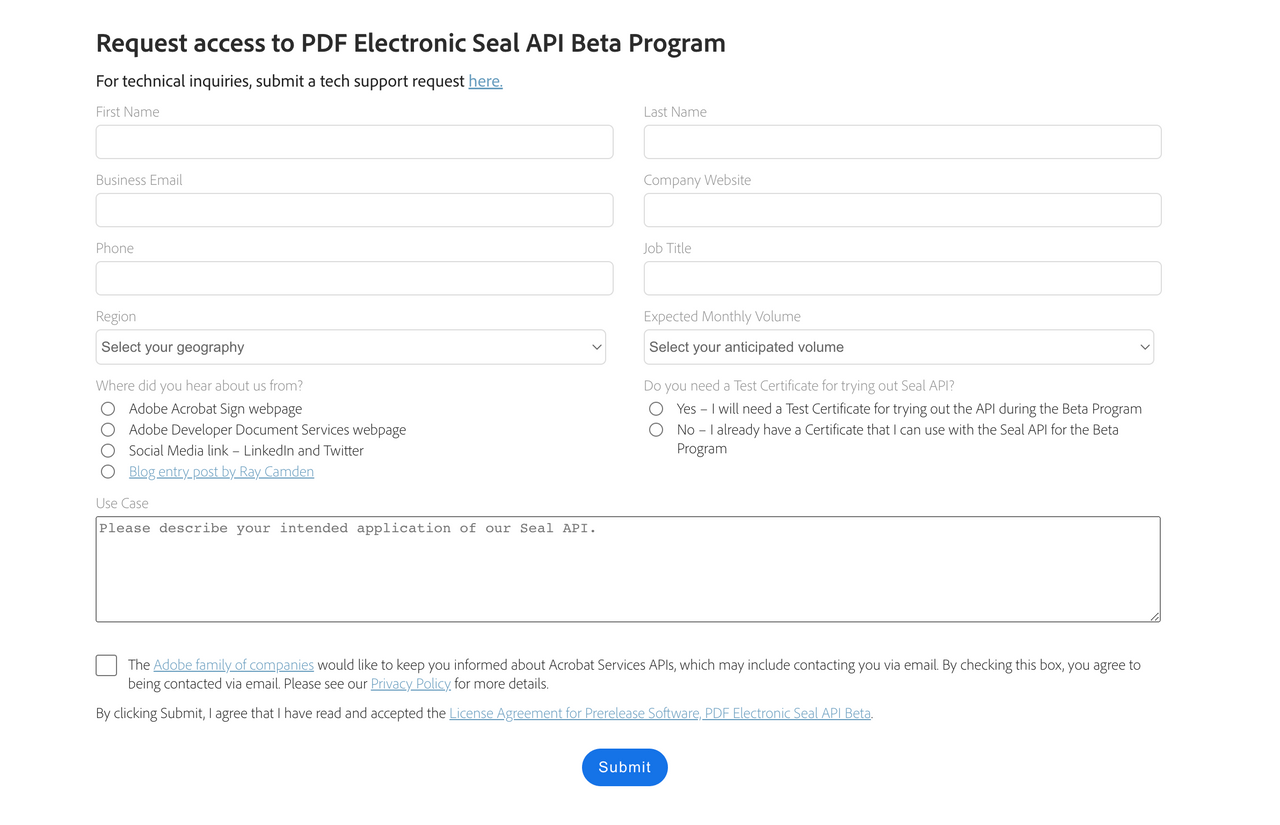 Request access to PDF Electronic Seal API Beta Program
For technical inquiries, submit a tech support request here.
First Name
Last Name
Business Email
Company Website
Phone
Job Title
Region
Expected Monthly Volume
Select your geography
Select your anticipated volume
Where did you hear about us from?
Adobe Acrobat Sign webpage
Adobe Developer Document Services webpage
Social Media link – LinkedIn and Twitter
Blog entry post by Ray Camden
Do you need a Test Certificate for trying out Seal API?
Yes – I will need a Test Certificate for trying out the API during the Beta Program
No – I already have a Certificate that I can use with the Seal API for the Beta
Program
Use Case
Please describe your intended application of our Seal API.
The Adobe family of companies would like to keep you informed about Acrobat Services APIs, which may include contacting you via email. By checking this box, you agree to
being contacted via email. Please see our Privacy Policy for more details.
By clicking Submit, I agree that I have read and accepted the License Agreement for Prerelease Software, PDF Electronic Seal API Beta.
Submit